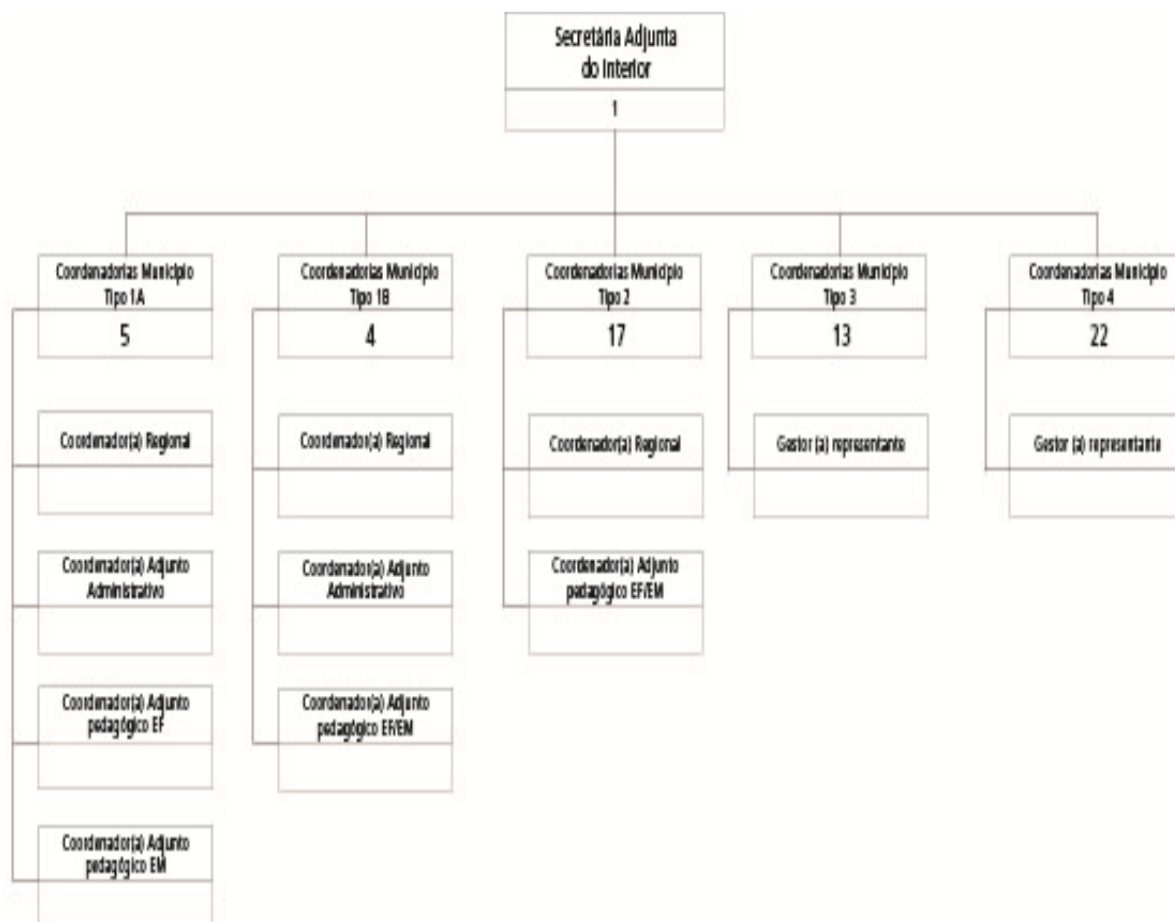 Secretária Adjunta
do Interior
1
Coordenadorias Município
Tipo 1A
5
Coordenador(a) Regional
Coordenador(a) Adjunto
Administrativo
Coordenador(a) Adjunto
pedagógico EF
Coordenador(a) Adjunto
pedagógico EM
Coordenadorias Município
Tipo 1B
4
Coordenador(a) Regional
Coordenador(a) Adjunto
Administrativo
Coordenador(a) Adjunto
pedagógico EF/EM
Coordenadorias Município
Tipo 2
17
Coordenador(a) Regional
Coordenador(a) Adjunto
pedagógico EF/EM
Coordenadorias Município
Tipo 3
13
Gestor (a) representante
Coordenadorias Município
Tipo 4
22
Gestor (a) representante